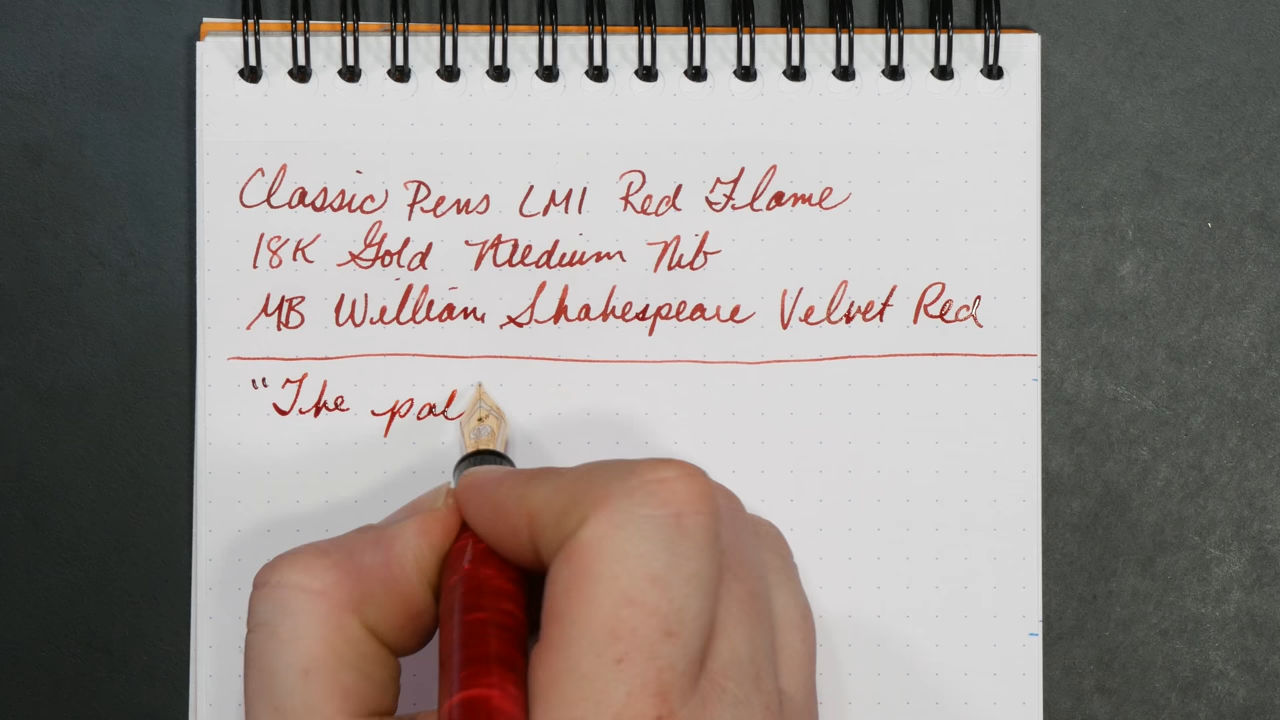 Classic Pens LM1 Red Flame
18K Gold Medium Nib
MB William Shakespeare Velvet Red
"The pal